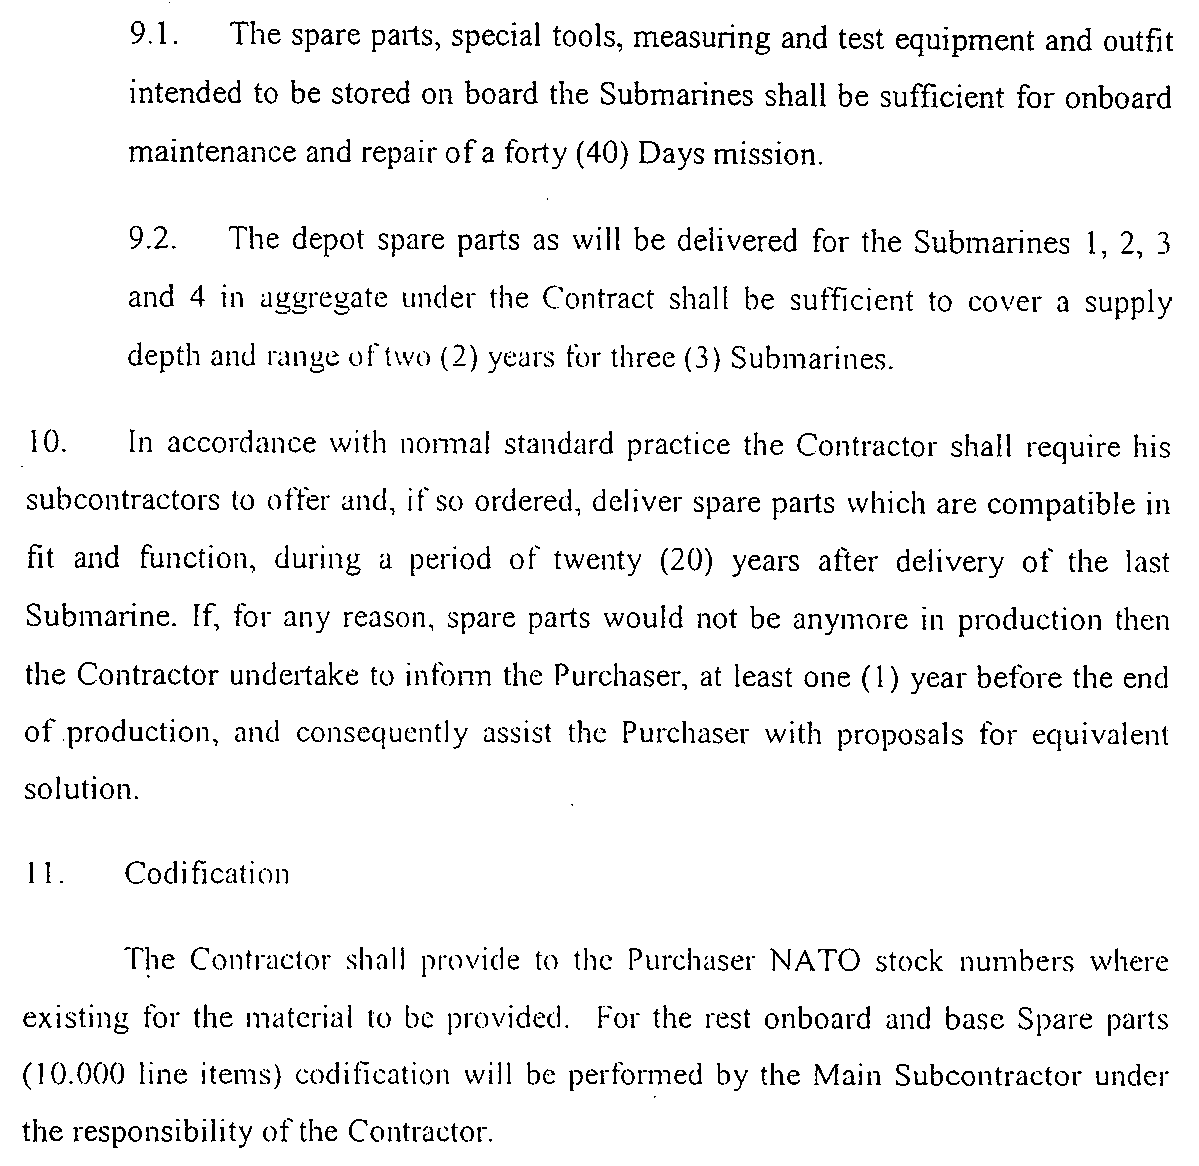 9.1. The spare parts, special tools, measuring and test equipment and outfit
intended to be stored on board the Submarines shall be sufficient for onboard
maintenance and repair of a forty (40) Days mission.
9.2. The depot spare parts as will be delivered for the Submarines 1, 2, 3
and 4 in aggregate under the Contract shall be sufficient to cover a supply
depth and range of two (2) years for three (3) Submarines.
10. In accordance with normal standard practice the Contractor shall require his
subcontractors to offer and, if so ordered, deliver spare parts which are compatible in
fit and function, during a period of twenty (20) years after delivery of the last
Submarine. If, for any reason, spare parts would not be anymore in production then
the Contractor undertake to inform the Purchaser, at least one (1) year before the end
of production, and consequently assist the Purchaser with proposals for equivalent
solution.
11. Codification
The Contractor shall provide to the Purchaser NATO stock numbers where
existing for the material to be provided. For the rest onboard and base Spare parts
(10.000 line items) codification will be performed by the Main Subcontractor under
the responsibility of the Contractor.